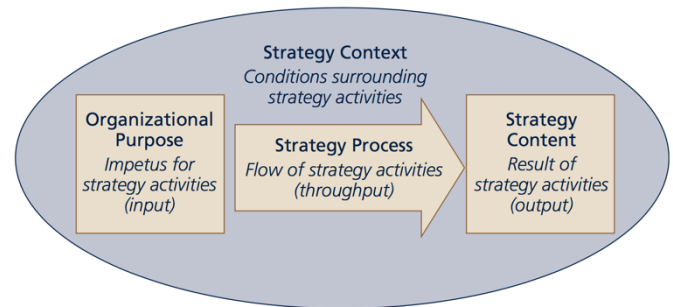 Strategy Context
Conditions surrounding
strategy activities
Organizational
Purpose
Impetus for
strategy activities
(input)
Strategy Process
Flow of strategy activities
(throughput)
Strategy
Content
Result of
strategy activities
(output)